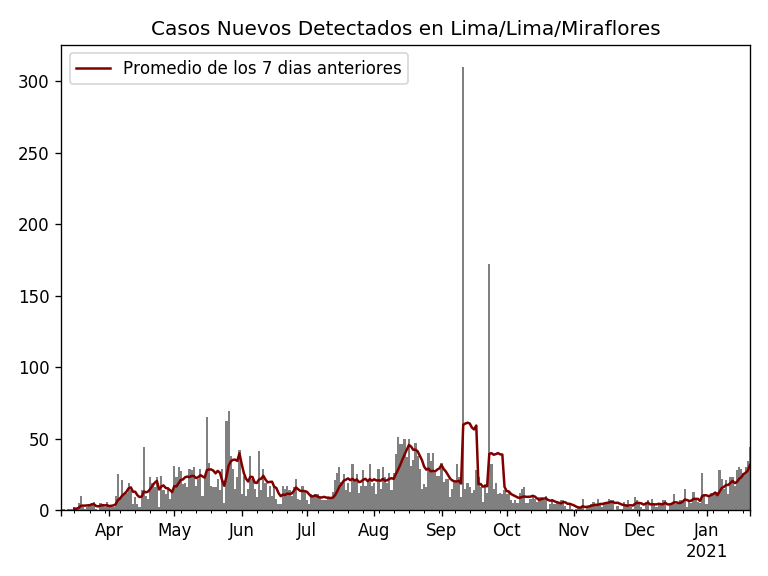 Casos Nuevos Detectados en Lima/Lima/Miraflores
Promedio de los 7 dias anteriores
300
250
200
150
100
50
0
Apr May Jun Jul Aug Sep Oct Nov Dec Jan
2021